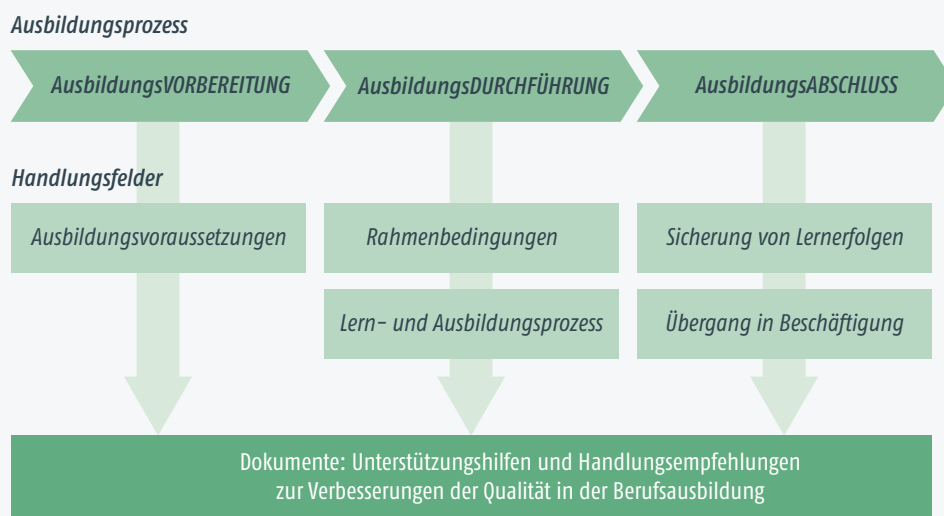 Ausbildungsprozess
AusbildungsVORBEREITUNG
AusbildungsDURCHFÜHRUNG
AusbildungsABSCHLUSS
Handlungsfelder
Ausbildungsvoraussetzungen
Rahmenbedingungen
Sicherung von Lernerfolgen
Lern- und Ausbildungsprozess
Übergang in Beschäftigung
Dokumente: Unterstützungshilfen und Handlungsempfehlungen
zur Verbesserungen der Qualität in der Berufsausbildung